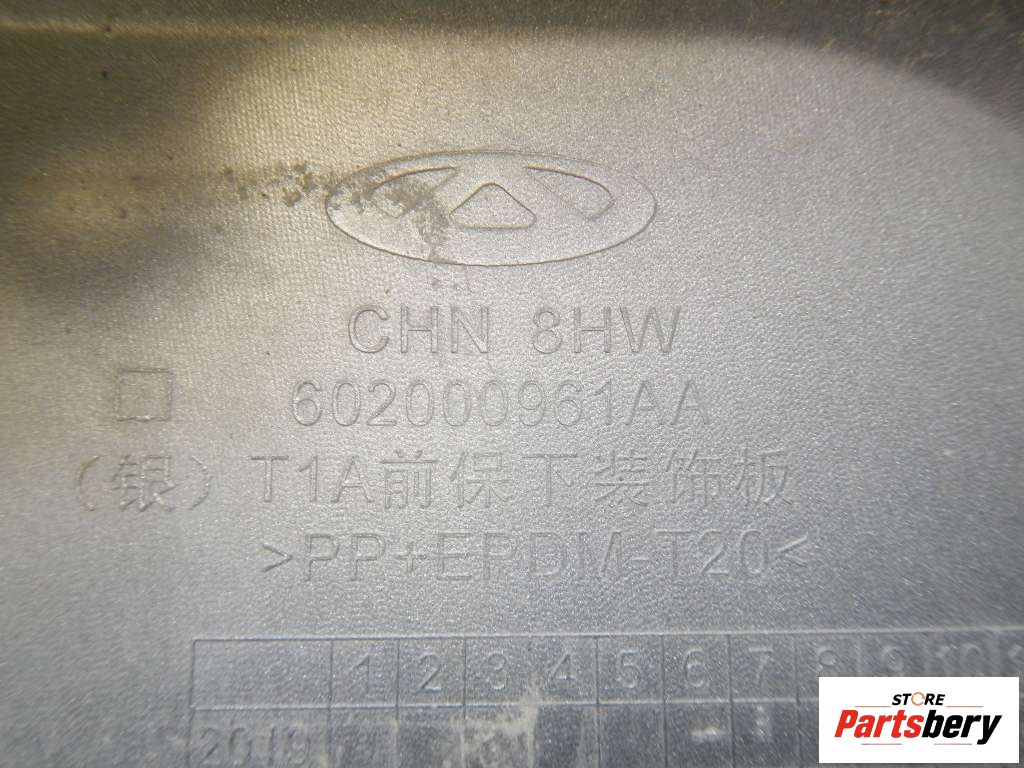 CHN 8HW
602000961AA
(银) T1A前保下装饰板
>PP+EPDM-T20<
1 2 3 4 5 6 7 8 9 10
2019
STORE
Partsbery